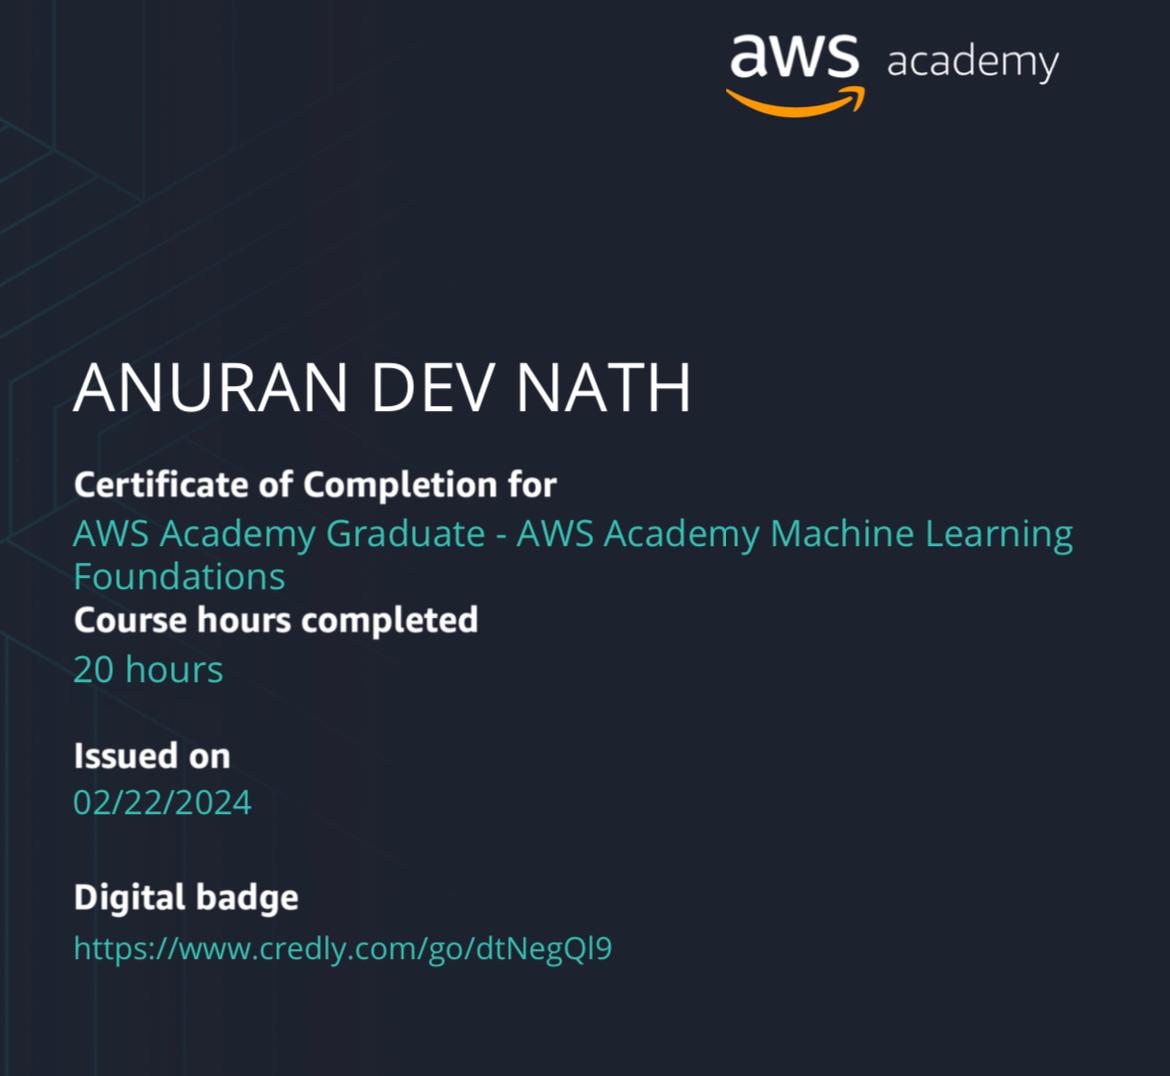 aws academy
ANURAN DEV NATH
Certificate of Completion for
AWS Academy Graduate - AWS Academy Machine Learning
Foundations
Course hours completed
20 hours
Issued on
02/22/2024
Digital badge
https://www.credly.com/go/dtNegQl9